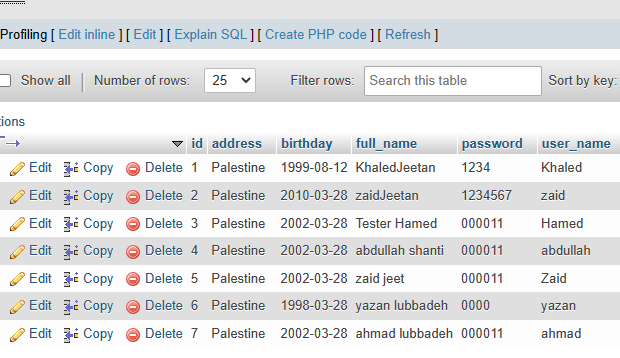 Profiling [ Edit inline ] [ Edit ] [ Explain SQL ] [ Create PHP code ] [ Refresh ]
Show all Number of rows: 25 Filter rows: Search this table Sort by key:
id address birthday full_name password user_name
Edit Copy Delete 1 Palestine 1999-08-12 KhaledJeetan 1234 Khaled
Edit Copy Delete 2 Palestine 2010-03-28 zaidJeetan 1234567 zaid
Edit Copy Delete 3 Palestine 2002-03-28 Tester Hamed 000011 Hamed
Edit Copy Delete 4 Palestine 2002-03-28 abdullah shanti 000011 abdullah
Edit Copy Delete 5 Palestine 2002-03-28 zaid jeet 000011 Zaid
Edit Copy Delete 6 Palestine 1998-03-28 yazan lubbadeh 0000 yazan
Edit Copy Delete 7 Palestine 2002-03-28 ahmad lubbadeh 000011 ahmad